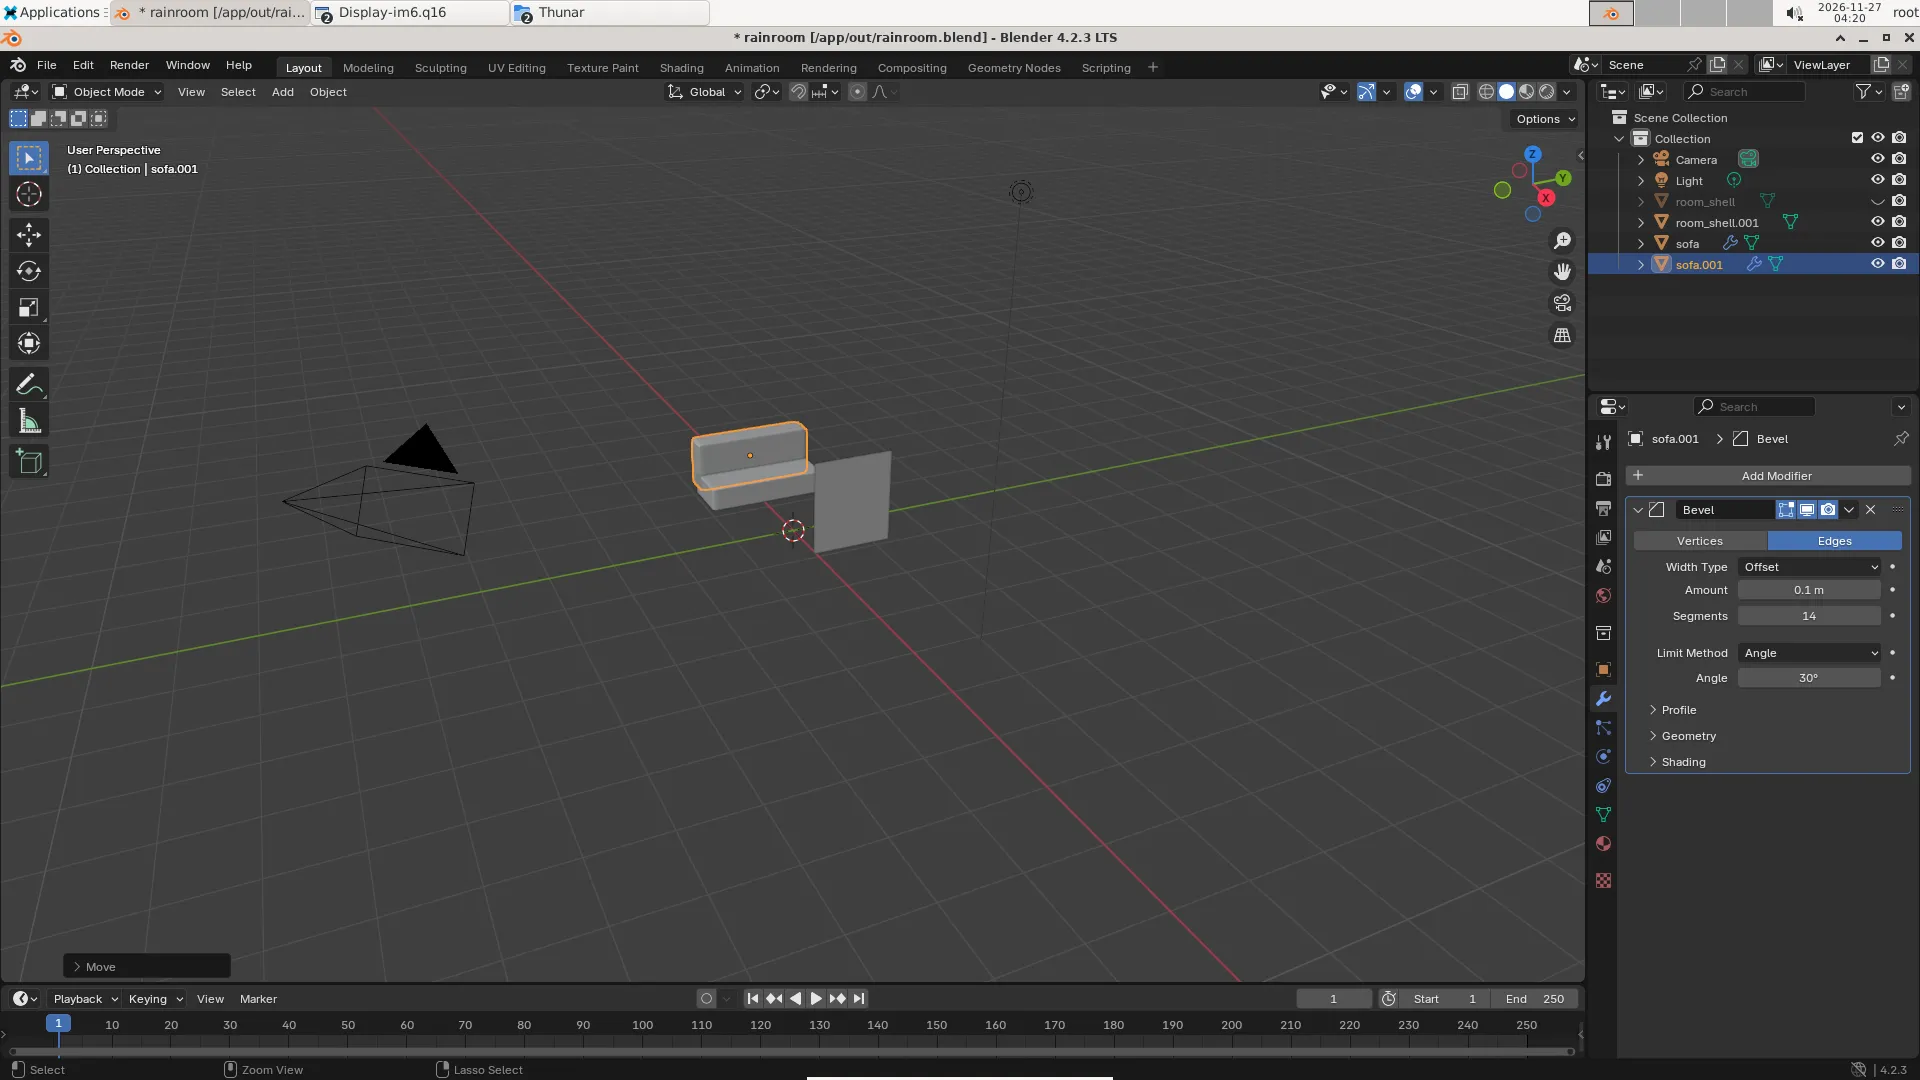 Applications
* rainroom [/app/out/rai...
2
Display-im6.q16
2
Thunar
2026-11-27
04:20
root
* rainroom [/app/out/rainroom.blend] - Blender 4.2.3 LTS
File Edit Render Window Help
Layout Modeling Sculpting UV Editing Texture Paint Shading Animation Rendering Compositing Geometry Nodes Scripting
Scene
ViewLayer
Object Mode View Select Add Object
Global
Search
Options
User Perspective
(1) Collection | sofa.001
Z
Y
X
Scene Collection
Collection
Camera
Light
room_shell
room_shell.001
sofa
sofa.001
Search
sofa.001 Bevel
Add Modifier
Bevel
Vertices Edges
Width Type Offset
Amount 0.1 m
Segments 14
Limit Method Angle
Angle 30°
Profile
Geometry
Shading
Move
Playback Keying View Marker
1
Start 1
End 250
1 10 20 30 40 50 60 70 80 90 100 110 120 130 140 150 160 170 180 190 200 210 220 230 240 250
Select
Zoom View
Lasso Select
4.2.3